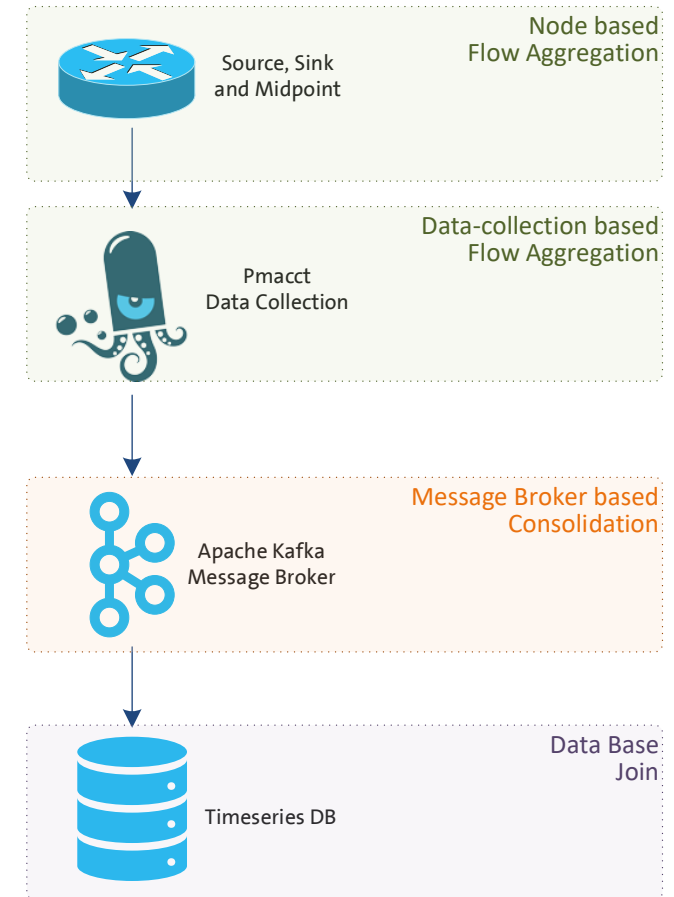 Node based
Flow Aggregation
Source, Sink
and Midpoint
Data-collection based
Flow Aggregation
Pmacct
Data Collection
Message Broker based
Consolidation
Apache Kafka
Message Broker
Data Base
Join
Timeseries DB